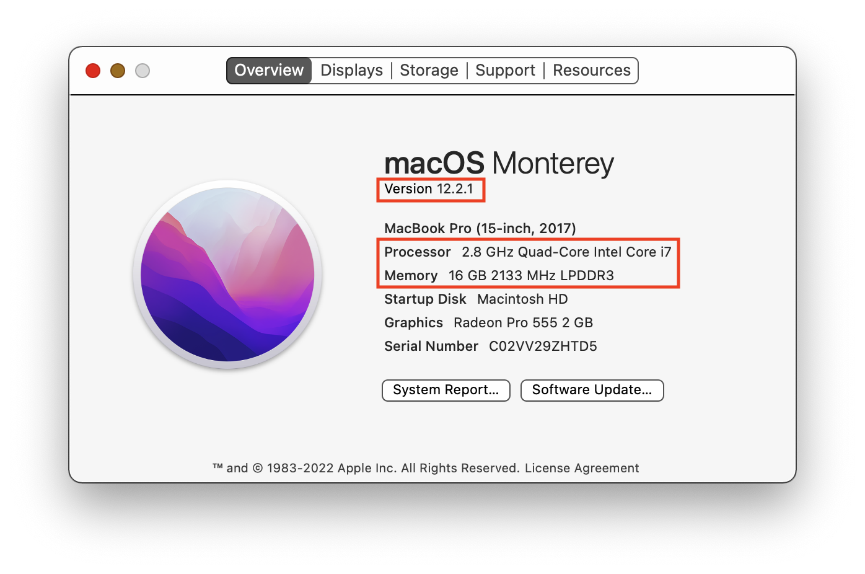 Overview Displays Storage Support Resources
macOS Monterey
Version 12.2.1
MacBook Pro (15-inch, 2017)
Processor 2.8 GHz Quad-Core Intel Core i7
Memory 16 GB 2133 MHz LPDDR3
Startup Disk Macintosh HD
Graphics Radeon Pro 555 2 GB
Serial Number C02VV29ZHTD5
System Report... Software Update...
™ and © 1983-2022 Apple Inc. All Rights Reserved. License Agreement